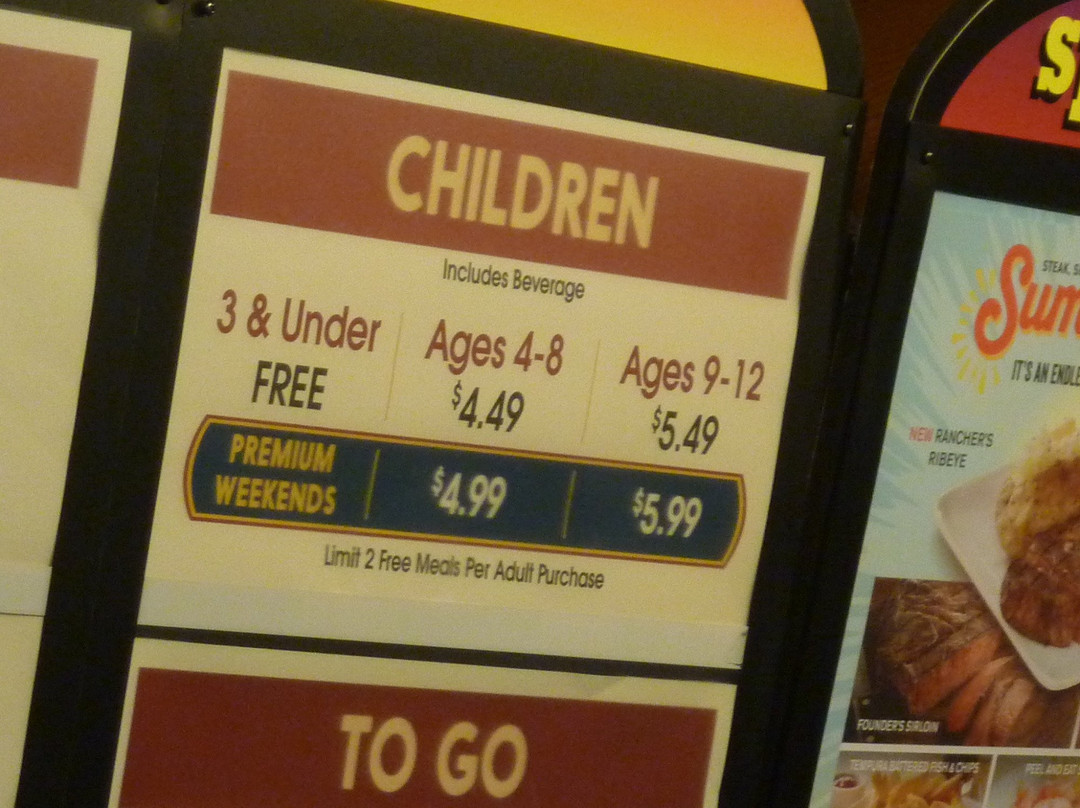 CHILDREN
Includes Beverage
3 & Under
FREE
Ages 4-8
$4.49
Ages 9-12
$5.49
PREMIUM
WEEKENDS
$4.99
$5.99
Limit 2 Free Meals Per Adult Purchase
TO GO
STEAK, S
Sum
IT'S AN ENDLE
NEW RANCHER'S
RIBEYE
FOUNDER'S SIRLOIN
TEMPURA BATTERED FISH & CHIPS
PEEL AND EAT